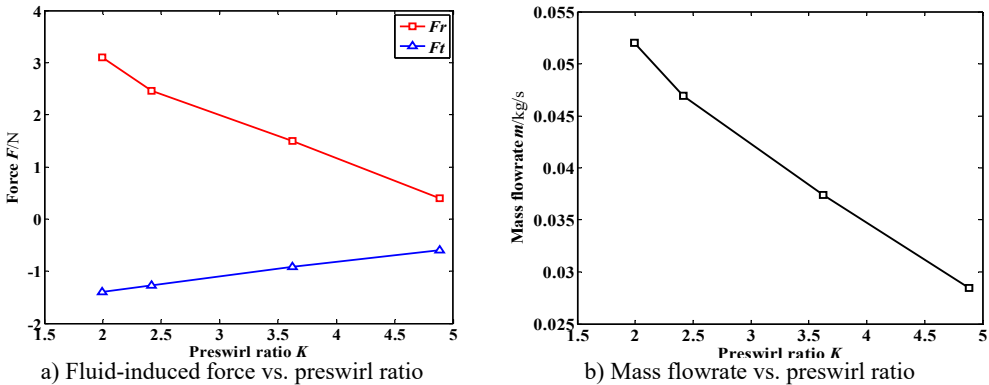 4
3
2
1
0
-1
-2
Force F/N
Fr
Ft
1.5 2 2.5 3 3.5 4 4.5 5
Preswirl ratio K
a) Fluid-induced force vs. preswirl ratio
0.055
0.05
0.045
0.04
0.035
0.03
0.025
Mass flowrate m/kg/s
1.5 2 2.5 3 3.5 4 4.5 5
Preswirl ratio K
b) Mass flowrate vs. preswirl ratio